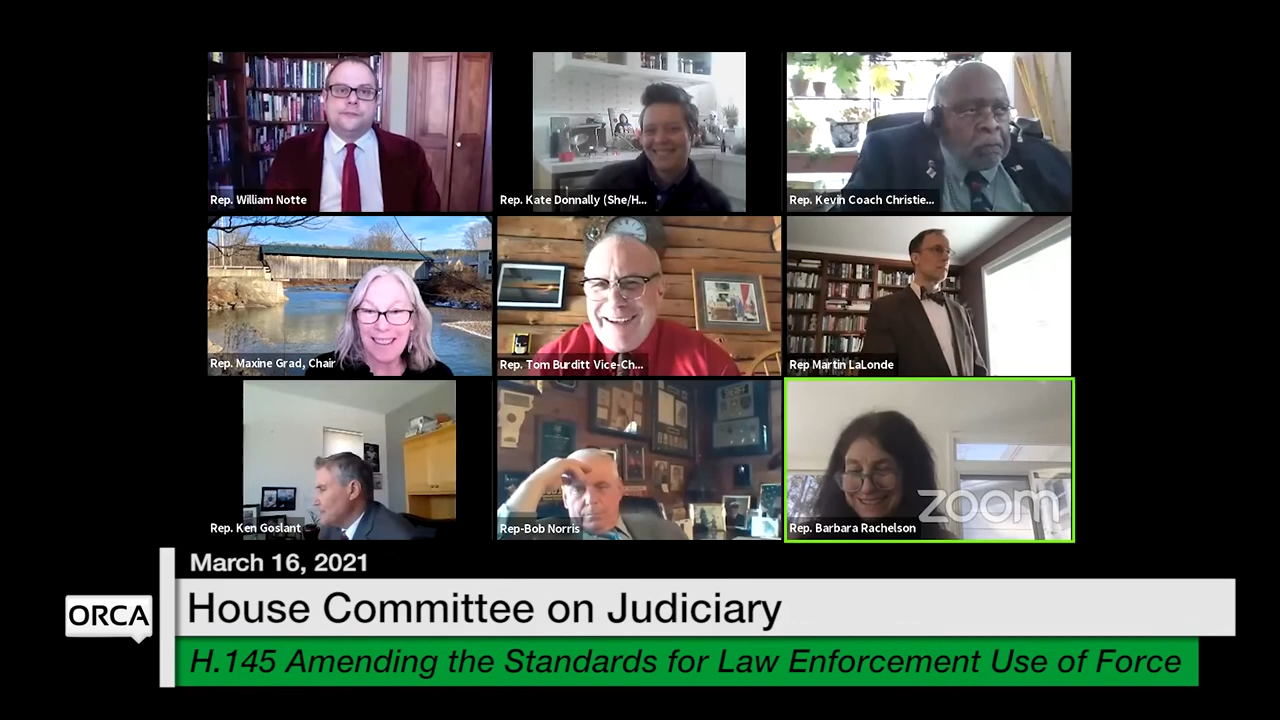 Rep. William Notte
Rep. Kate Donnally (She/H...
Rep. Kevin Coach Christie...
Rep. Maxine Grad, Chair
Rep. Tom Burditt Vice-Ch...
Rep Martin LaLonde
Rep. Ken Goslant
Rep-Bob Norris
Rep. Barbara Rachelson
zoom
March 16, 2021
ORCA
House Committee on Judiciary
H.145 Amending the Standards for Law Enforcement Use of Force